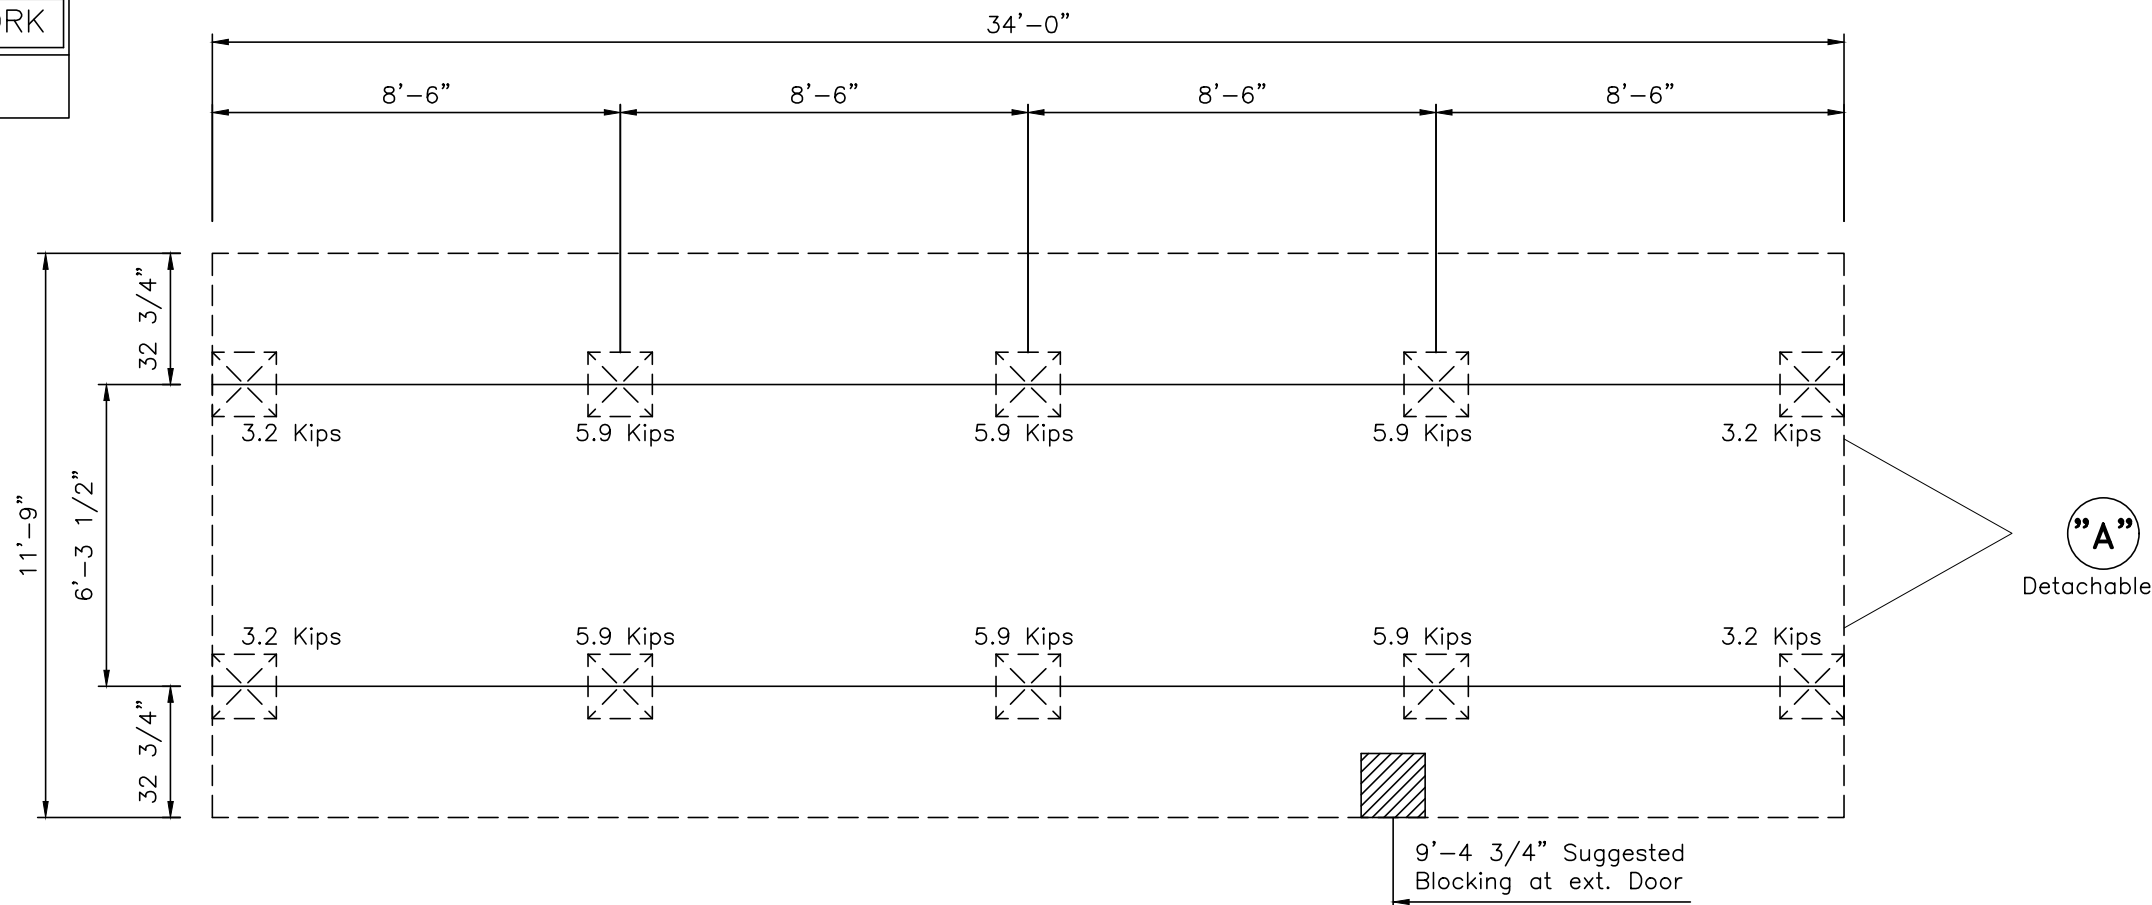 34'-0"
8'-6" 8'-6" 8'-6" 8'-6"
32 3/4"
3.2 Kips 5.9 Kips 5.9 Kips 5.9 Kips 3.2 Kips
11'-9"
6'-3 1/2"
"A"
Detachable
3.2 Kips 5.9 Kips 5.9 Kips 5.9 Kips 3.2 Kips
32 3/4"
9'-4 3/4" Suggested
Blocking at ext. Door